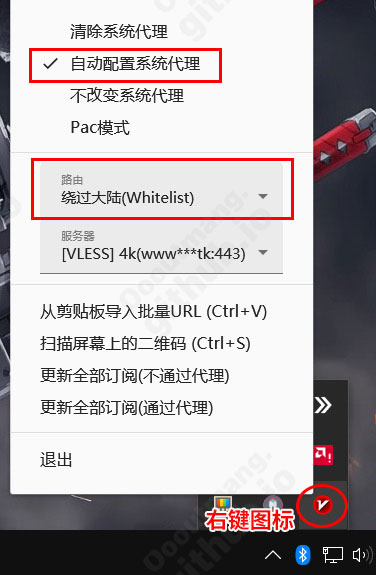 清除系统代理
自动配置系统代理
不改变系统代理
Pac模式
路由
绕过大陆(Whitelist)
服务器
[VLESS] 4k(www***tk:443)
从剪贴板导入批量URL (Ctrl+V)
扫描屏幕上的二维码 (Ctrl+S)
更新全部订阅(不通过代理)
更新全部订阅(通过代理)
退出
右键图标